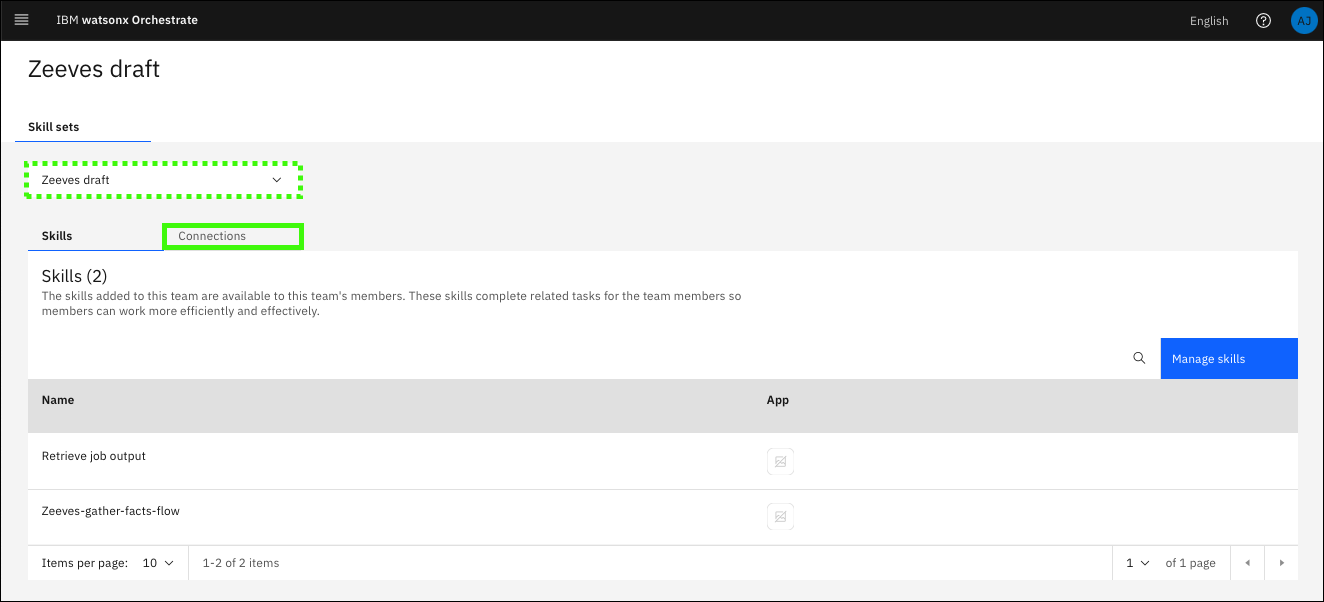 IBM watsonx Orchestrate
English
AJ
Zeeves draft
Skill sets
Zeeves draft
Skills
Connections
Skills (2)
The skills added to this team are available to this team's members. These skills complete related tasks for the team members so
members can work more efficiently and effectively.
Manage skills
Name
App
Retrieve job output
Zeeves-gather-facts-flow
Items per page: 10
1-2 of 2 items
1
of 1 page